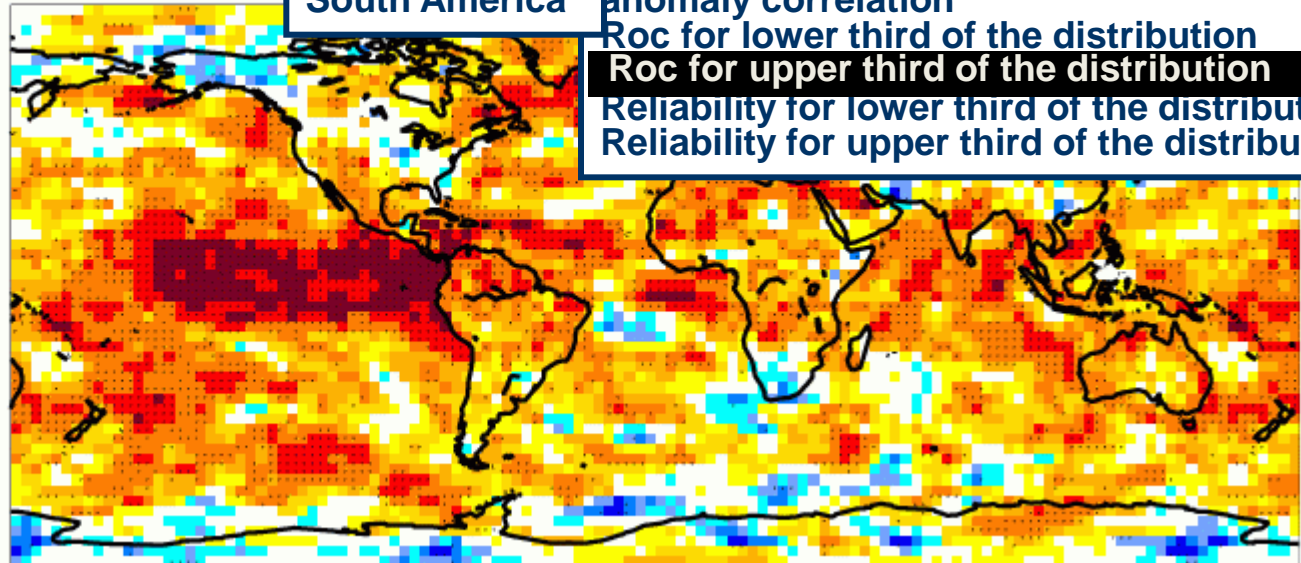 South America
anomaly correlation
Roc for lower third of the distribution
Roc for upper third of the distribution
Reliability for lower third of the distribut
Reliability for upper third of the distribu